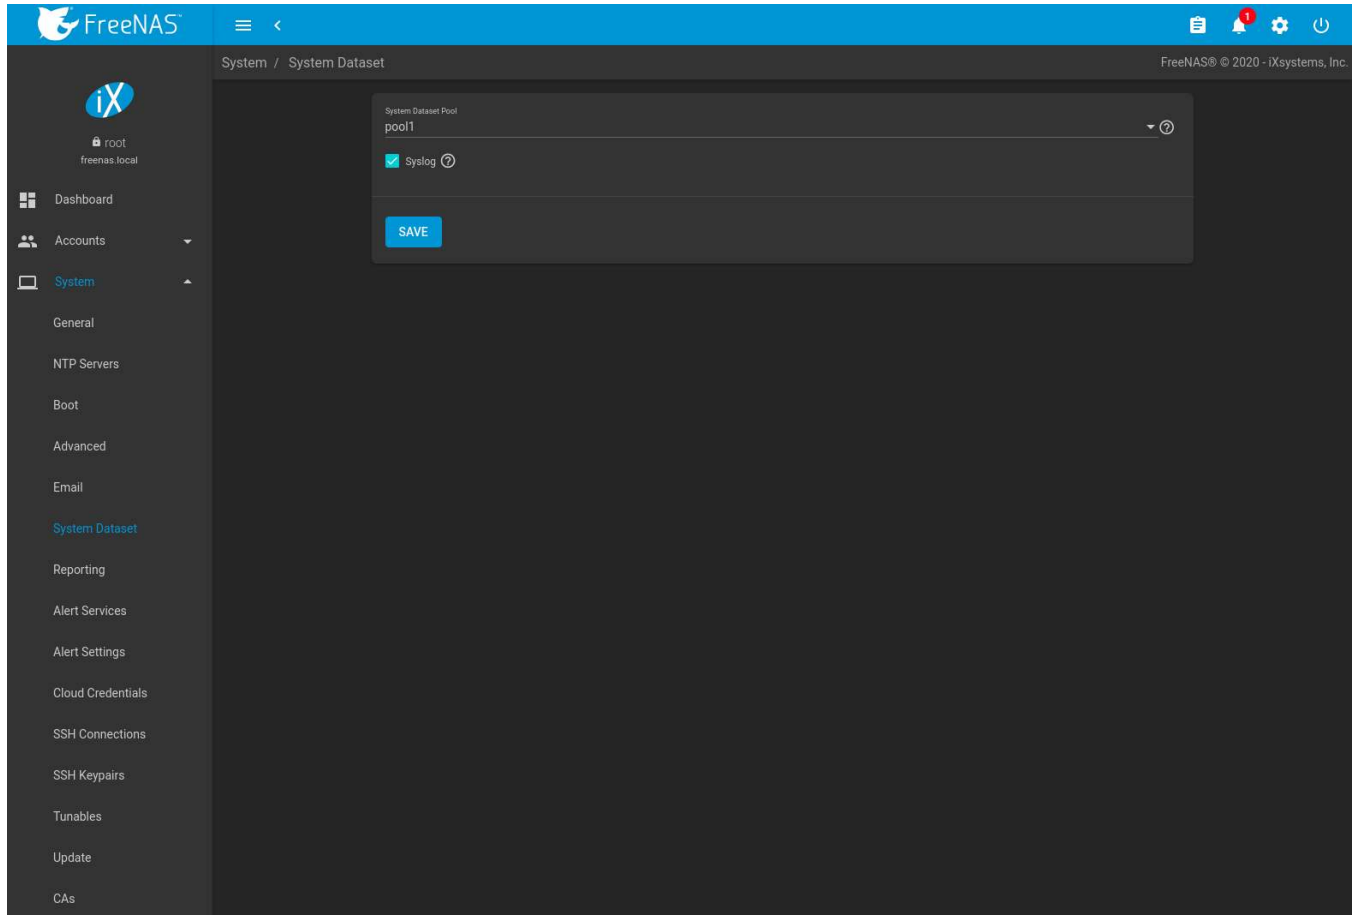 FreeNAS
1
System / System Dataset
FreeNAS® © 2020 - iXsystems, Inc.
iX
root
freenas.local
Dashboard
Accounts
System
General
NTP Servers
Boot
Advanced
Email
System Dataset
Reporting
Alert Services
Alert Settings
Cloud Credentials
SSH Connections
SSH Keypairs
Tunables
Update
CAs
System Dataset Pool
pool1
Syslog
SAVE